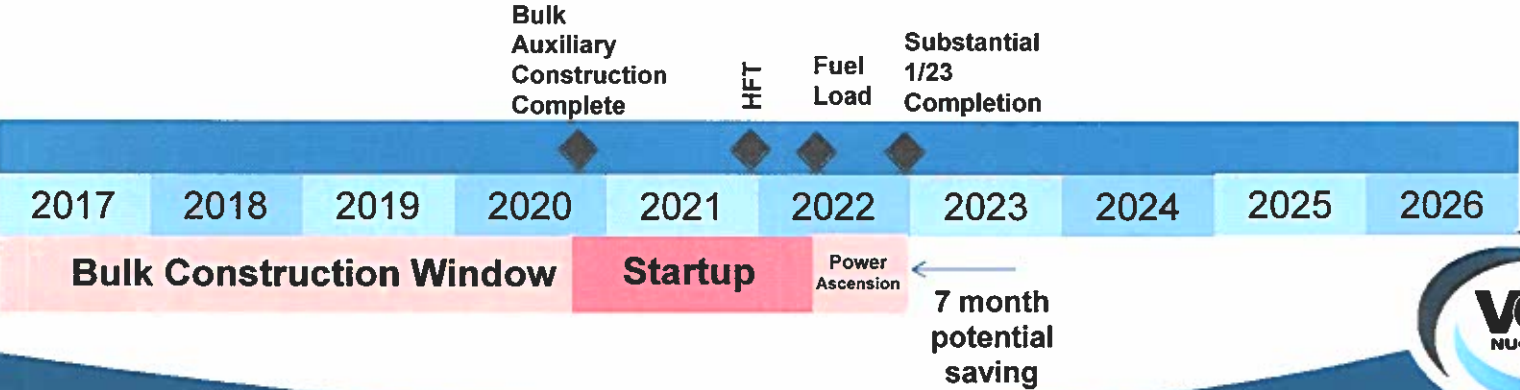 Bulk
Auxiliary
Construction
Complete
HFT
Fuel
Load
Substantial
1/23
Completion
2017 2018 2019 2020 2021 2022 2023 2024 2025 2026
Bulk Construction Window Startup Power
Ascension
7 month
potential
saving